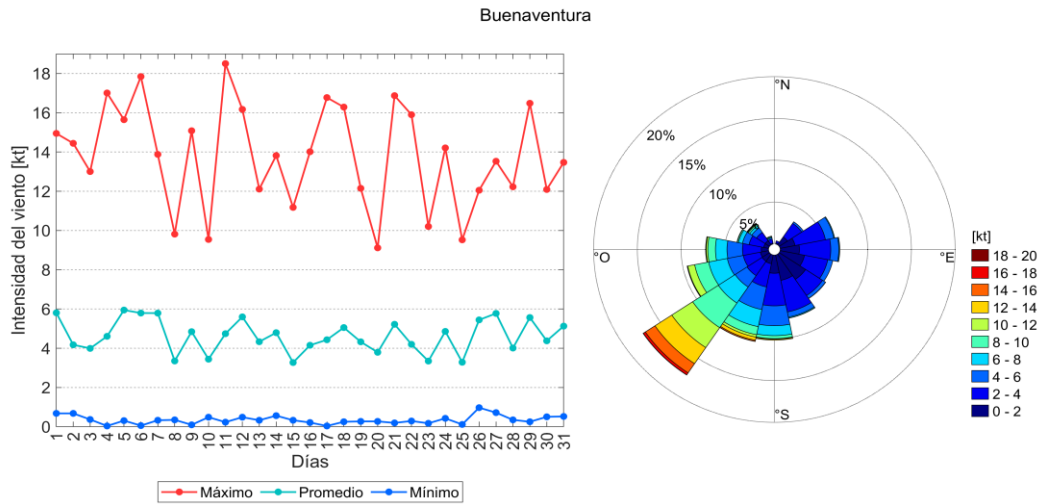 Buenaventura
Intensidad del viento [kt]
18
16
14
12
10
8
6
4
2
0
1 2 3 4 5 6 7 8 9 10 11 12 13 14 15 16 17 18 19 20 21 22 23 24 25 26 27 28 29 30 31
Días
Máximo Promedio Mínimo
°N
20%
15%
10%
5%
°O
°E
°S
[kt]
18 - 20
16 - 18
14 - 16
12 - 14
10 - 12
8 - 10
6 - 8
4 - 6
2 - 4
0 - 2